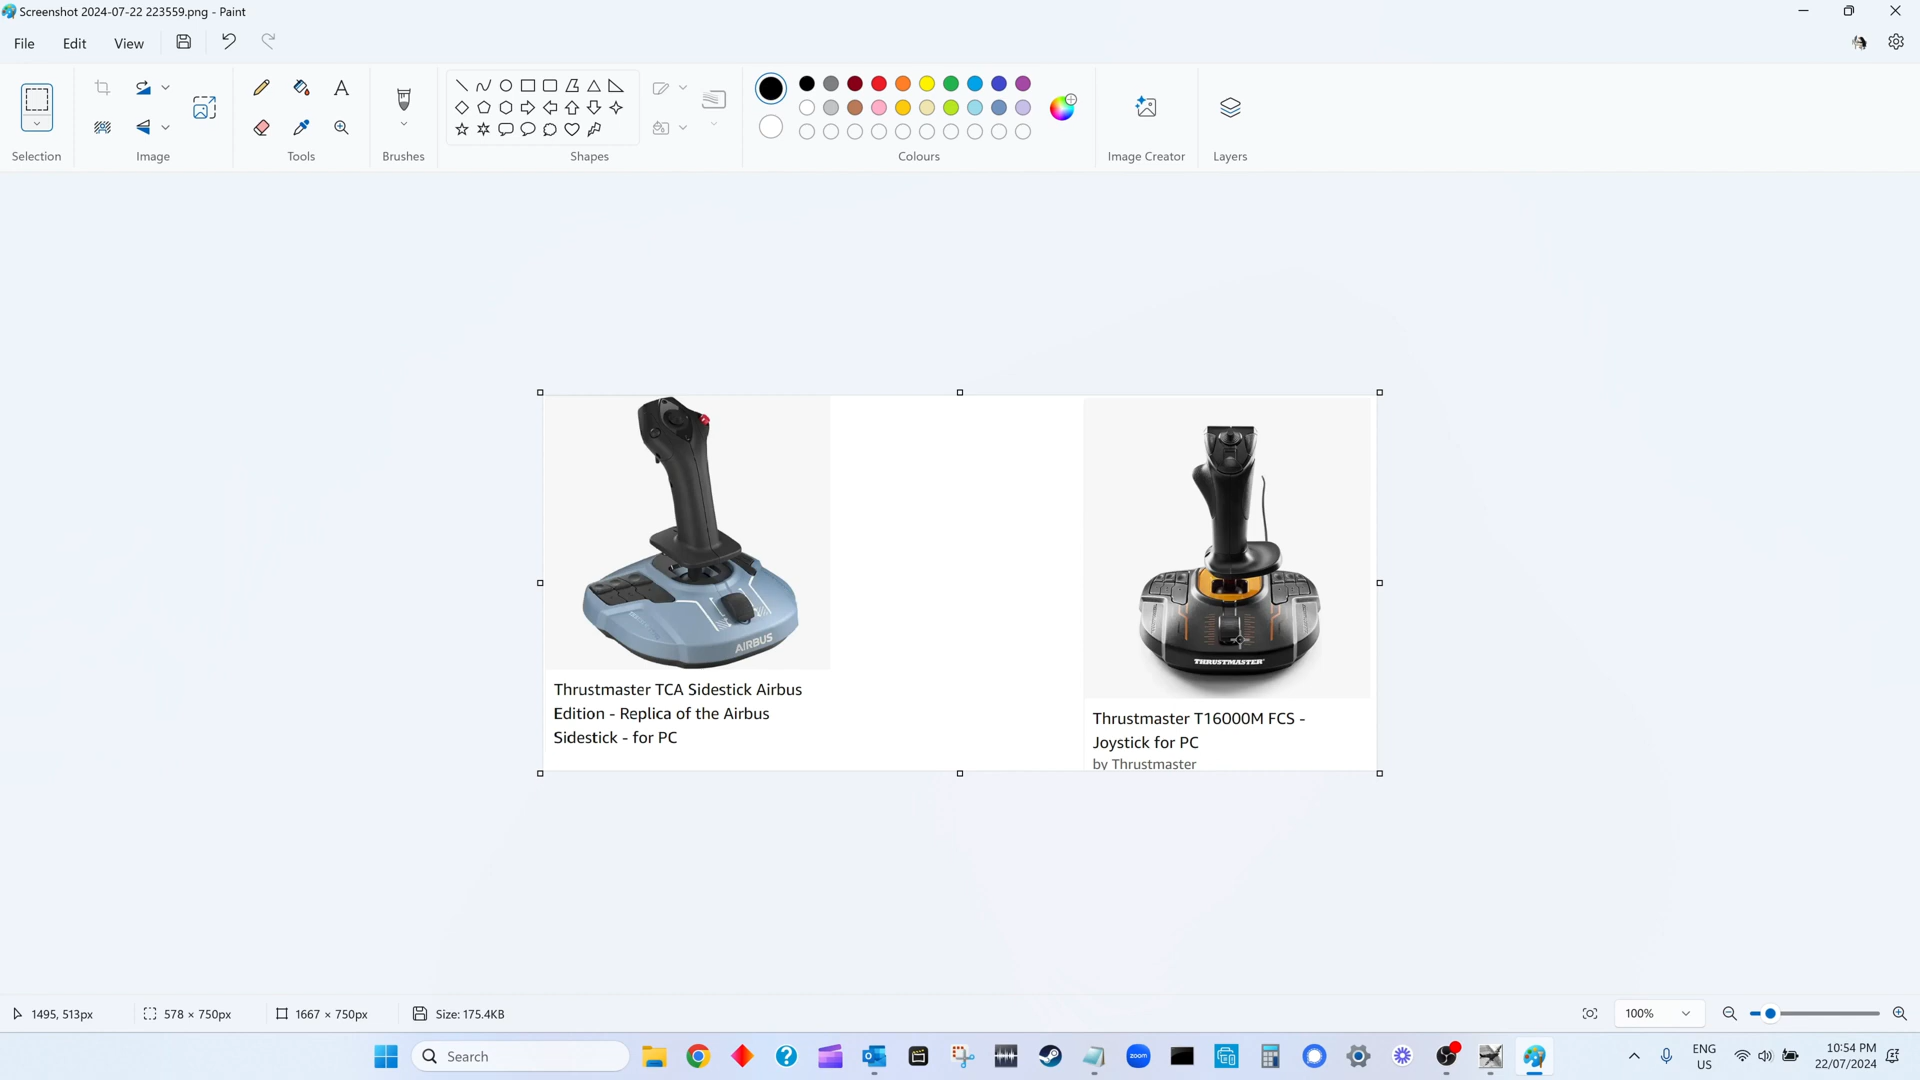 Screenshot 2024-07-22 223559.png - Paint
File Edit View
Selection
Image
Tools
Brushes
Shapes
Colours
Image Creator
Layers
AIRBUS
Thrustmaster TCA Sidestick Airbus
Edition - Replica of the Airbus
Sidestick - for PC
THRUSTMASTER
Thrustmaster T16000M FCS -
Joystick for PC
by Thrustmaster
1495, 513px
578 × 750px
1667 × 750px
Size: 175.4KB
100%
Search
zoom
ENG
US
10:54 PM
22/07/2024